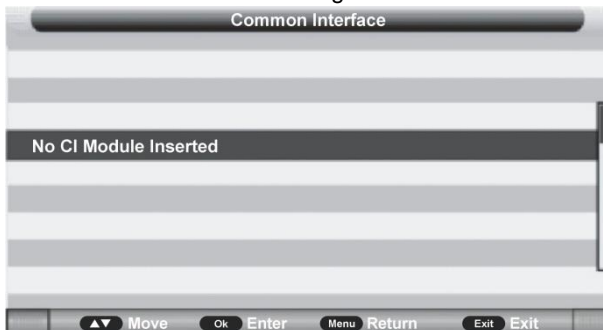 Common Interface
No CI Module Inserted
▲▼ Move Ok Enter Menu Return Exit Exit